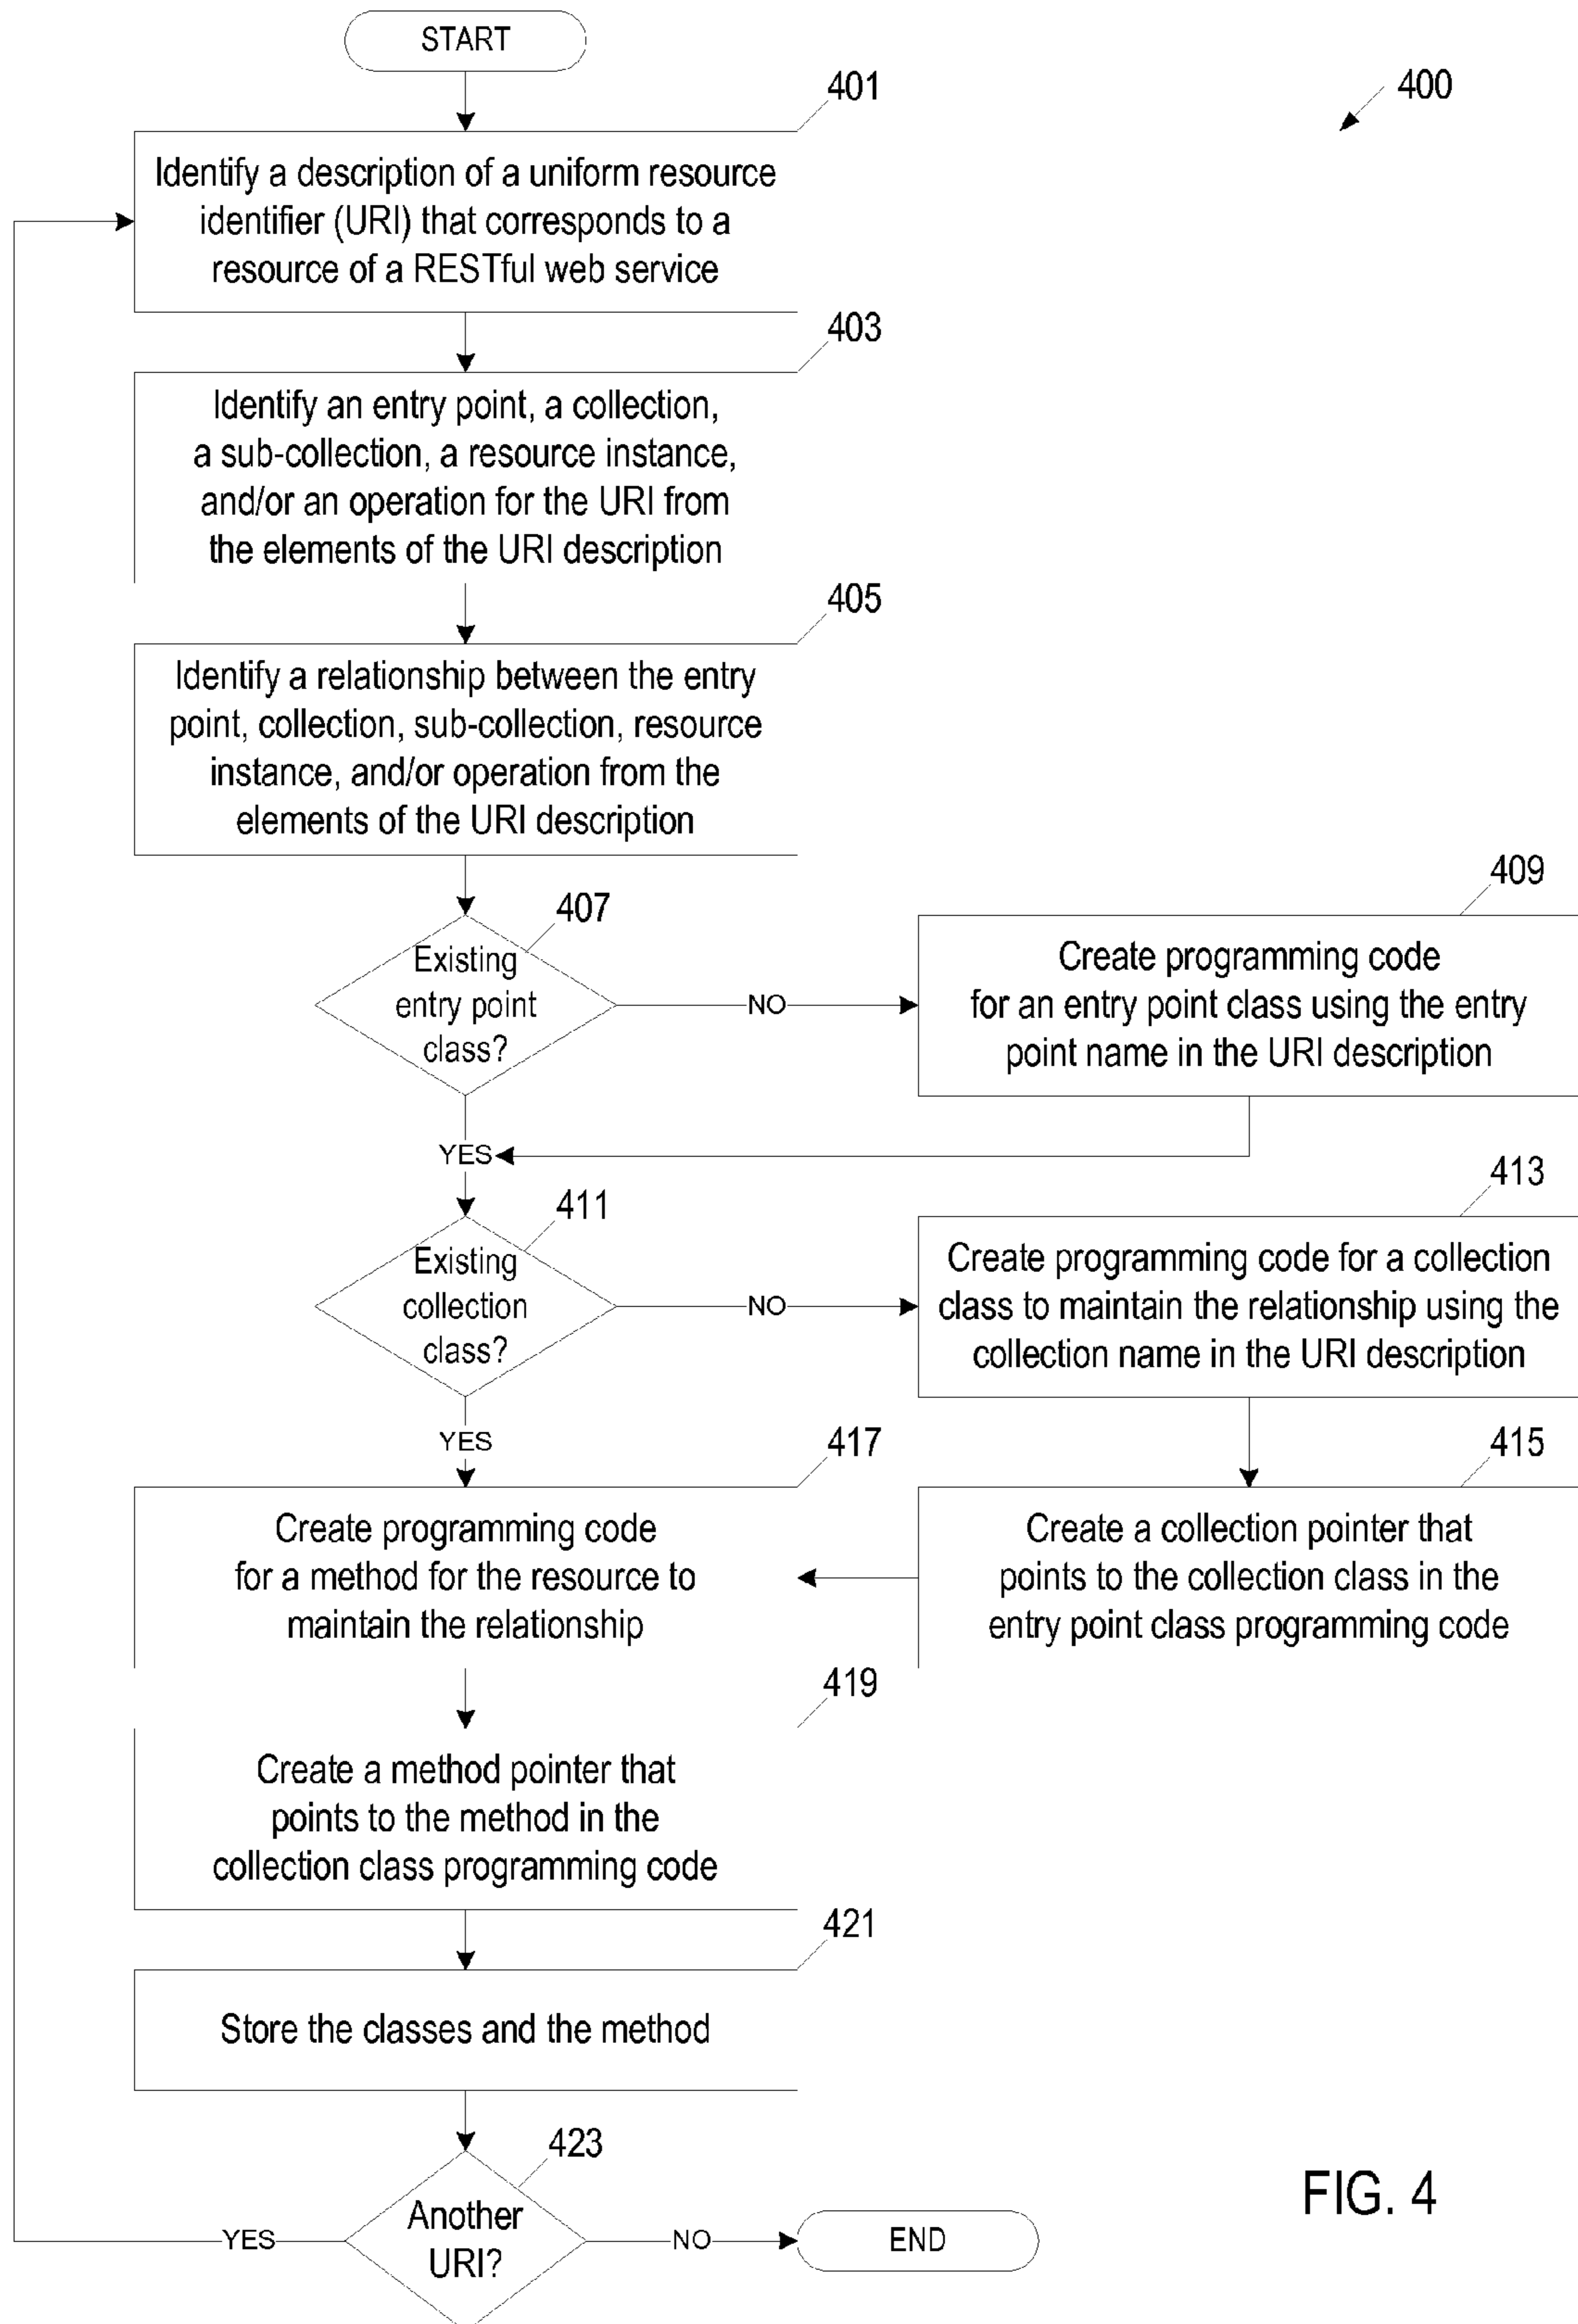 START
400
401
Identify a description of a uniform resource
identifier (URI) that corresponds to a
resource of a RESTful web service
403
Identify an entry point, a collection,
a sub-collection, a resource instance,
and/or an operation for the URI from
the elements of the URI description
405
Identify a relationship between the entry
point, collection, sub-collection, resource
instance, and/or operation from the
elements of the URI description
407
Existing
entry point
class?
NO
409
Create programming code
for an entry point class using the entry
point name in the URI description
YES
411
Existing
collection
class?
NO
413
Create programming code for a collection
class to maintain the relationship using the
collection name in the URI description
YES
415
Create a collection pointer that
points to the collection class in the
entry point class programming code
417
Create programming code
for a method for the resource to
maintain the relationship
419
Create a method pointer that
points to the method in the
collection class programming code
421
Store the classes and the method
423
Another
URI?
YES
NO
END
FIG. 4